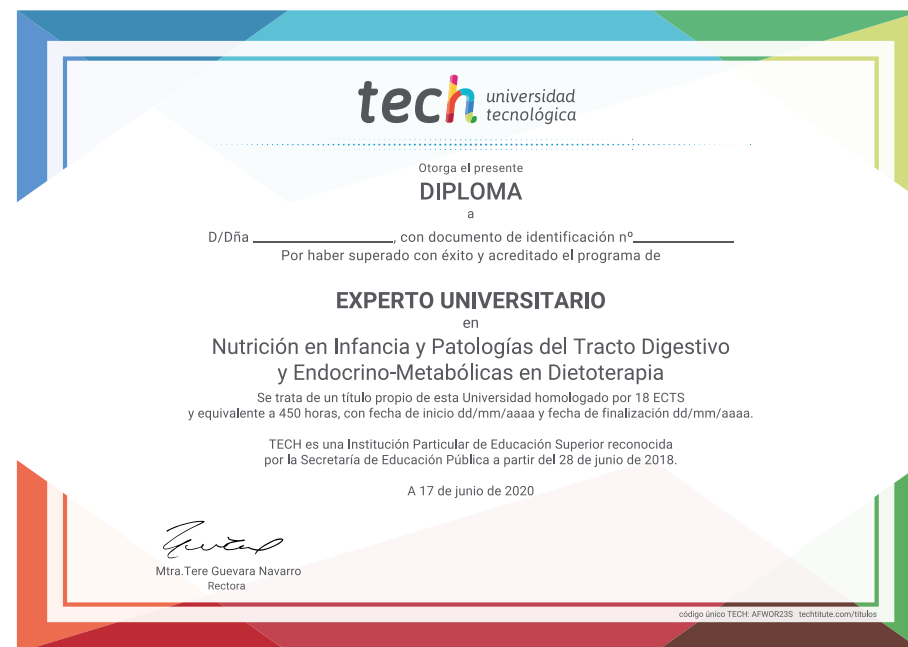 tech universidad
tecnológica
Otorga el presente
DIPLOMA
a
D/Dña ____________________, con documento de identificación nº______________
Por haber superado con éxito y acreditado el programa de
EXPERTO UNIVERSITARIO
en
Nutrición en Infancia y Patologías del Tracto Digestivo
y Endocrino-Metabólicas en Dietoterapia
Se trata de un título propio de esta Universidad homologado por 18 ECTS
y equivalente a 450 horas, con fecha de inicio dd/mm/aaaa y fecha de finalización dd/mm/aaaa.
TECH es una Institución Particular de Educación Superior reconocida
por la Secretaría de Educación Pública a partir del 28 de junio de 2018.
A 17 de junio de 2020
Mtra.Tere Guevara Navarro
Rectora
código único TECH: AFWOR23S techtitute.com/titulos